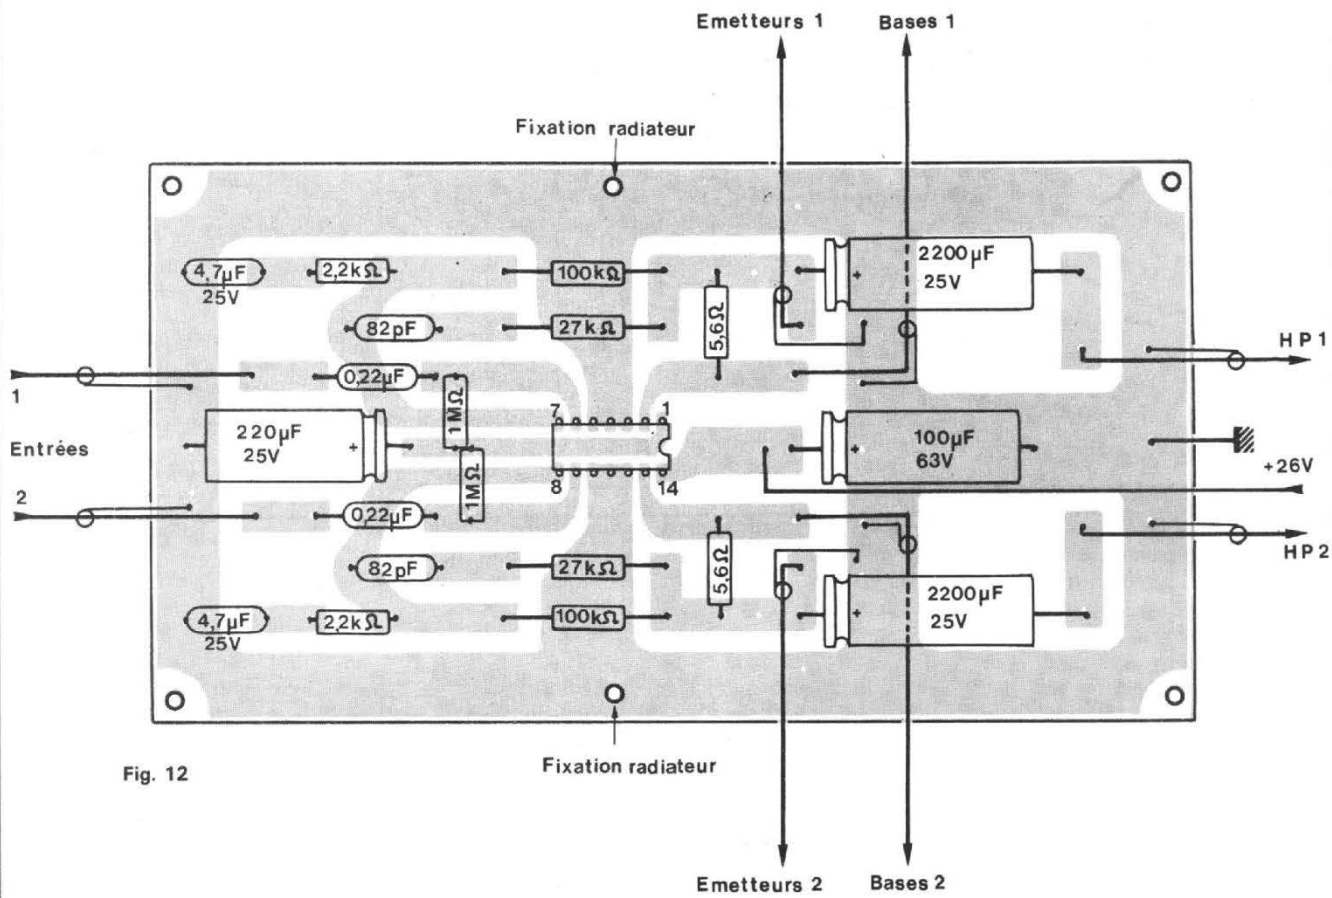 Emetteurs 1
Bases 1
Fixation radiateur
4,7µF
25V
2,2kΩ
100kΩ
2200µF
25V
+
82pF
27kΩ
5,6Ω
HP1
1
0,22µF
1MΩ
7
1
Entrées
220µF
25V
+
+
100µF
63V
+26V
1MΩ
8
14
2
0,22µF
HP2
82pF
27kΩ
5,6Ω
2200µF
25V
+
4,7µF
25V
2,2kΩ
100kΩ
Fixation radiateur
Fig. 12
Emetteurs 2
Bases 2